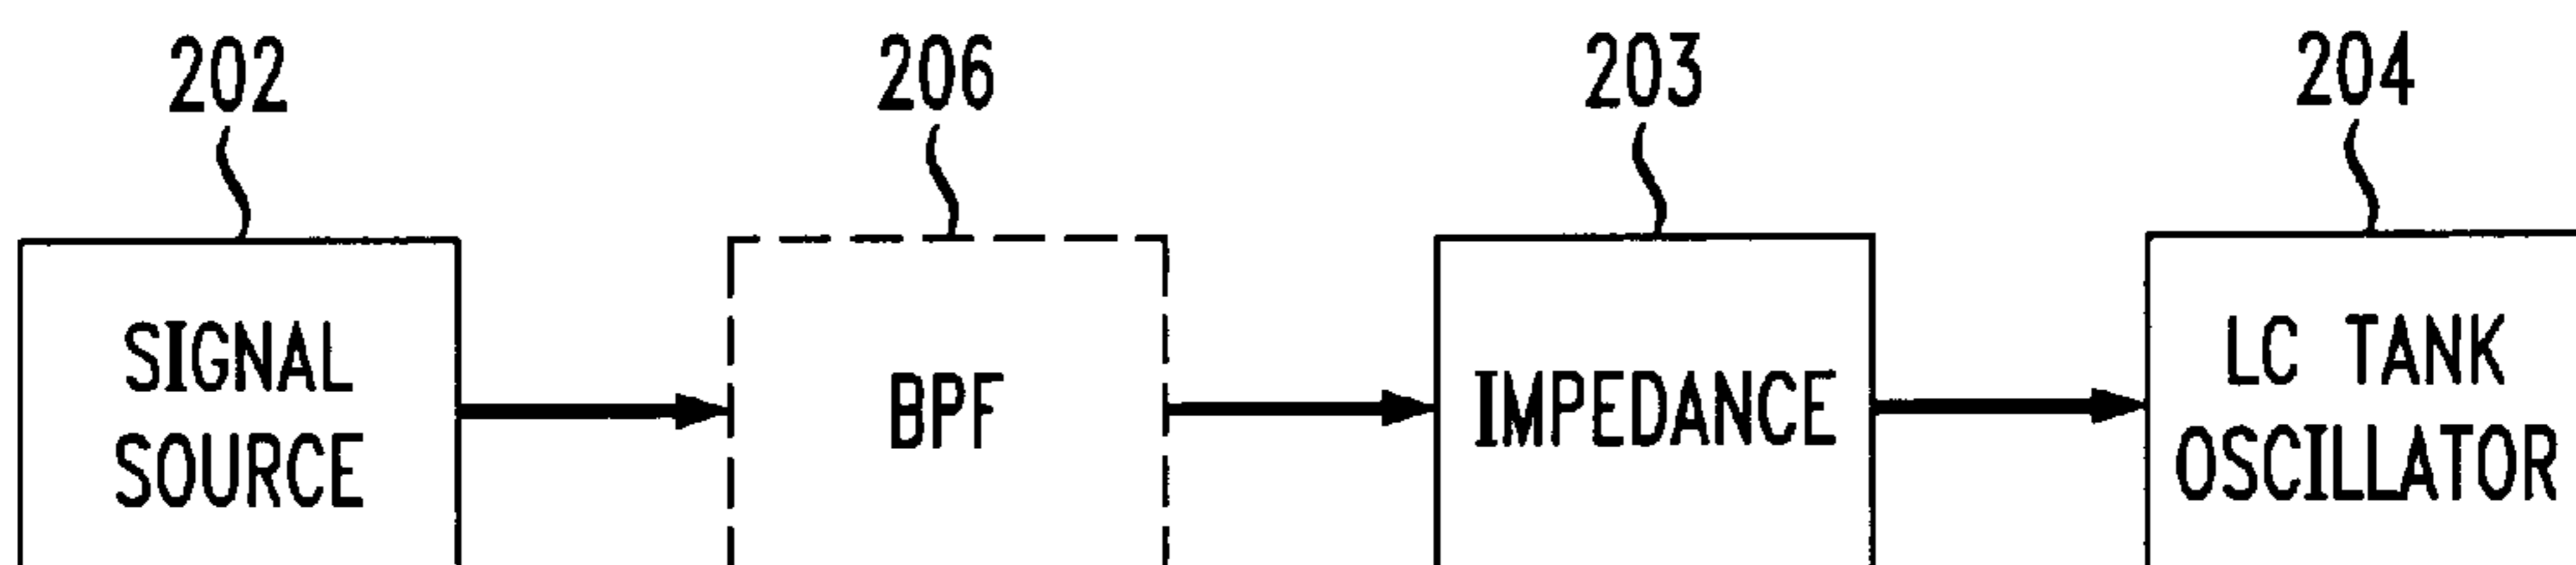 202
206
203
204
SIGNAL
SOURCE
BPF
IMPEDANCE
LC TANK
OSCILLATOR